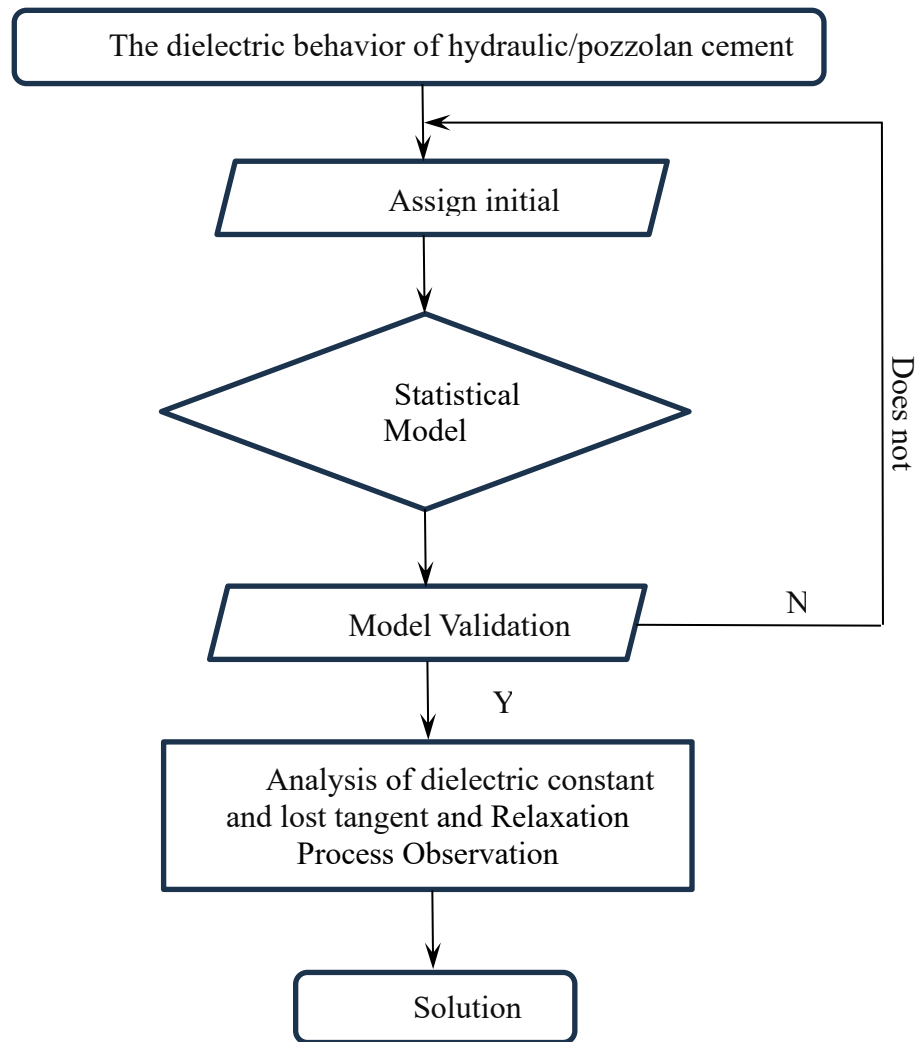 The dielectric behavior of hydraulic/pozzolan cement
Assign initial
Statistical
Model
Does not
Model Validation
N
Y
Analysis of dielectric constant
and lost tangent and Relaxation
Process Observation
Solution